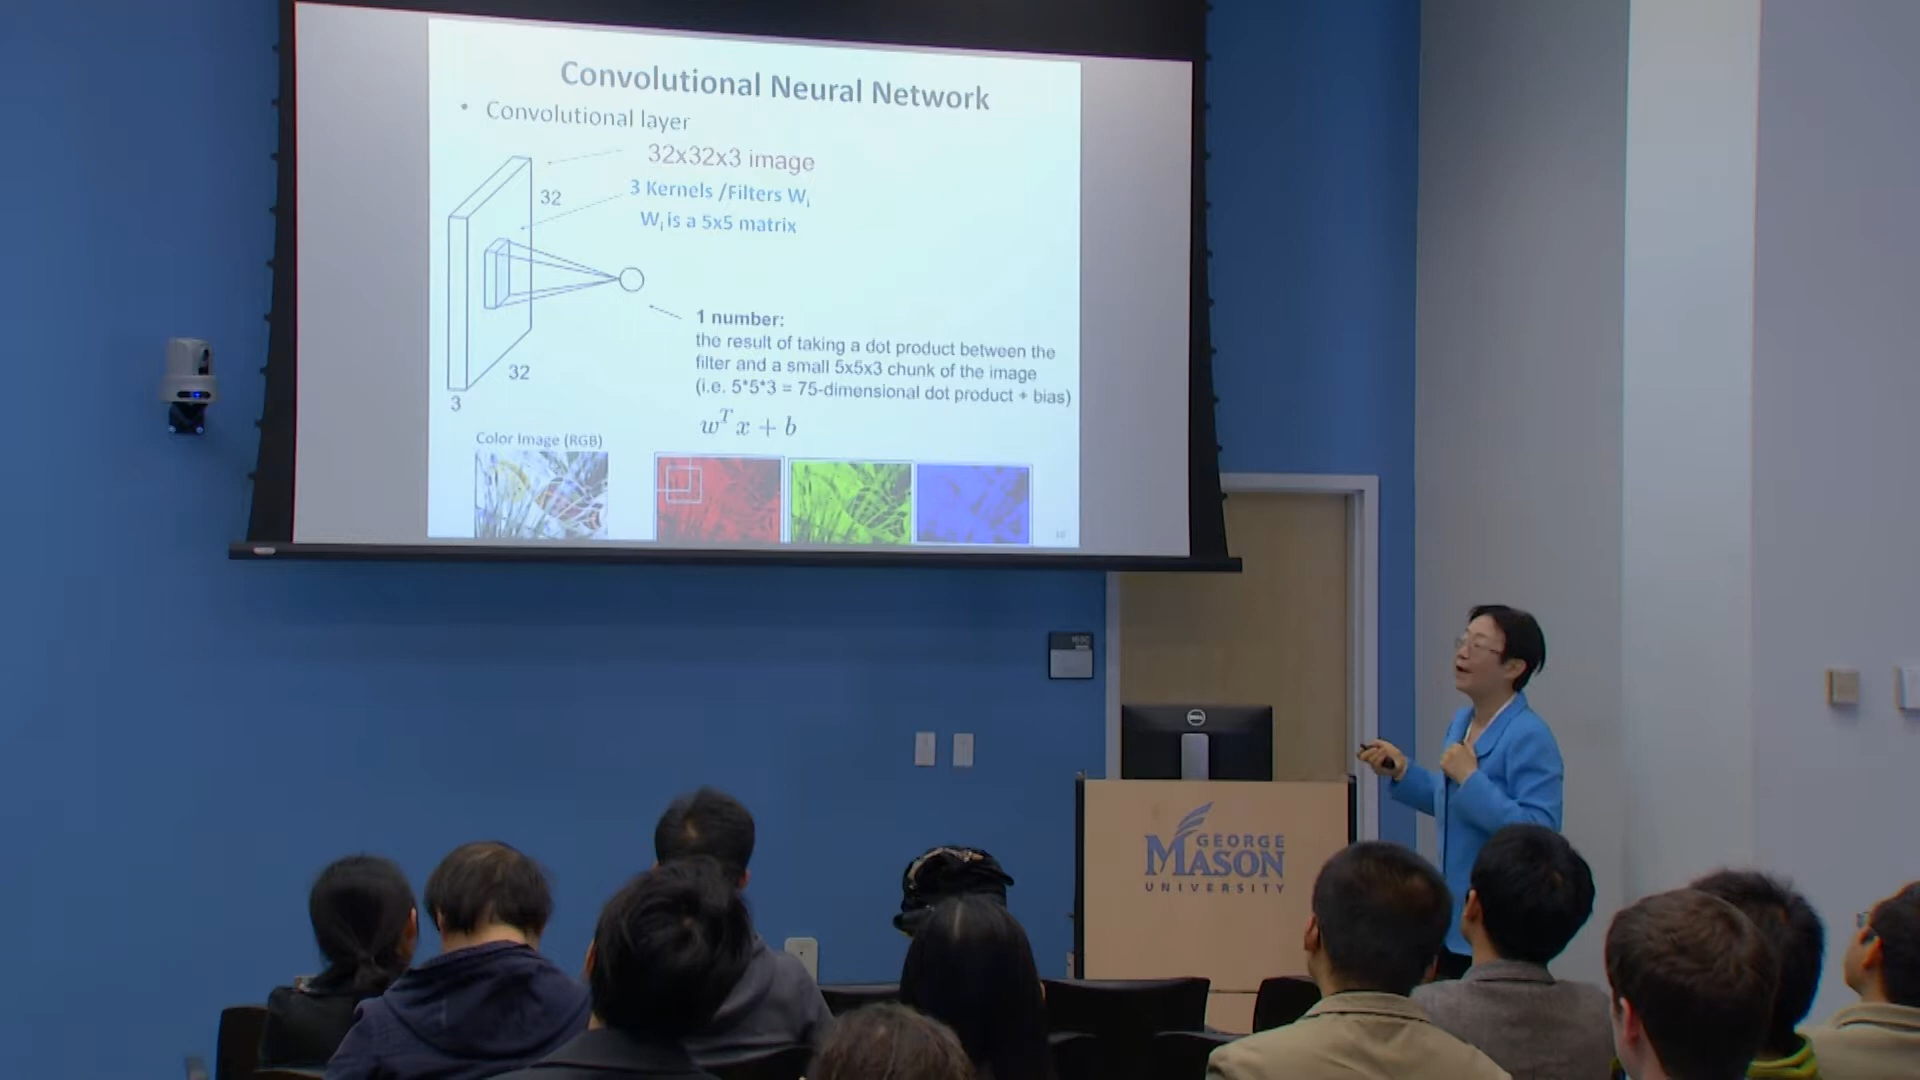 Convolutional Neural Network
• Convolutional layer
32x32x3 image
32
3 Kernels /Filters Wi
Wi is a 5x5 matrix
1 number:
the result of taking a dot product between the
filter and a small 5x5x3 chunk of the image
(i.e. 5*5*3 = 75-dimensional dot product + bias)
32
3
w^T x + b
Color Image (RGB)
DELL
GEORGE
MASON
UNIVERSITY